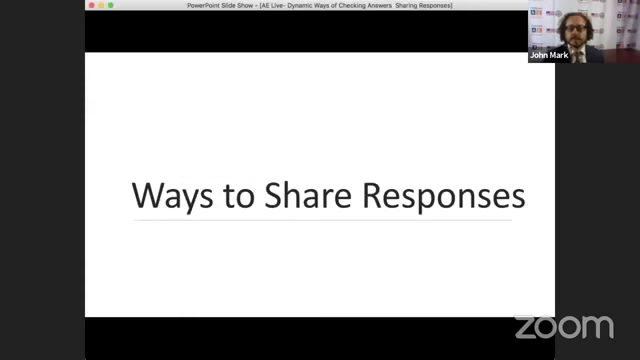 PowerPoint Slide Show - [AE Live- Dynamic Ways of Checking Answers  Sharing Responses]
John Mark
Ways to Share Responses
zoom